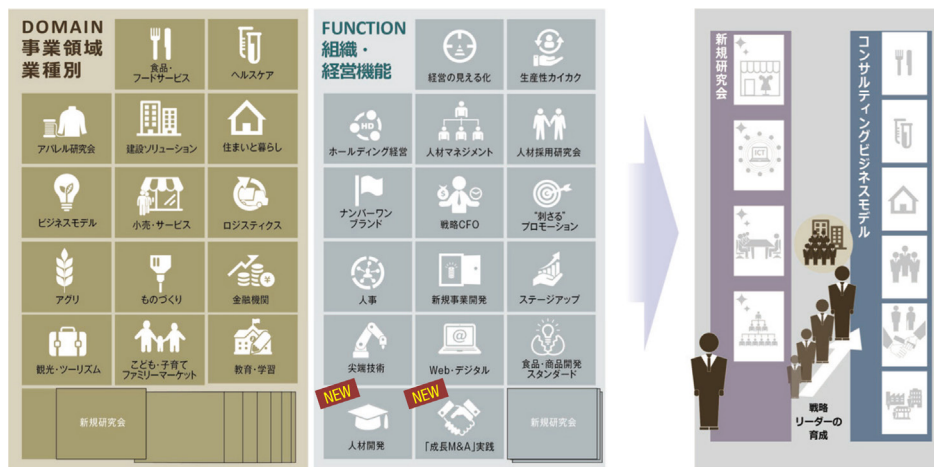 DOMAIN
事業領域
業種別
食品・
フードサービス
ヘルスケア
アパレル研究会
建設ソリューション
住まいと暮らし
ビジネスモデル
小売・サービス
ロジスティクス
アグリ
ものづくり
金融機関
観光・ツーリズム
こども・子育て
ファミリーマーケット
教育・学習
新規研究会
FUNCTION
組織・
経営機能
経営の見える化
生産性カイカク
HD
ホールディング経営
人材マネジメント
人材採用研究会
ナンバーワン
ブランド
戦略CFO
"刺さる"
プロモーション
人事
新規事業開発
ステージアップ
尖端技術
Web・デジタル
食品・商品開発
スタンダード
NEW
人材開発
NEW
「成長M&A」実践
新規研究会
新規研究会
ICT
コンサルティングビジネスモデル
戦略
リーダーの
育成